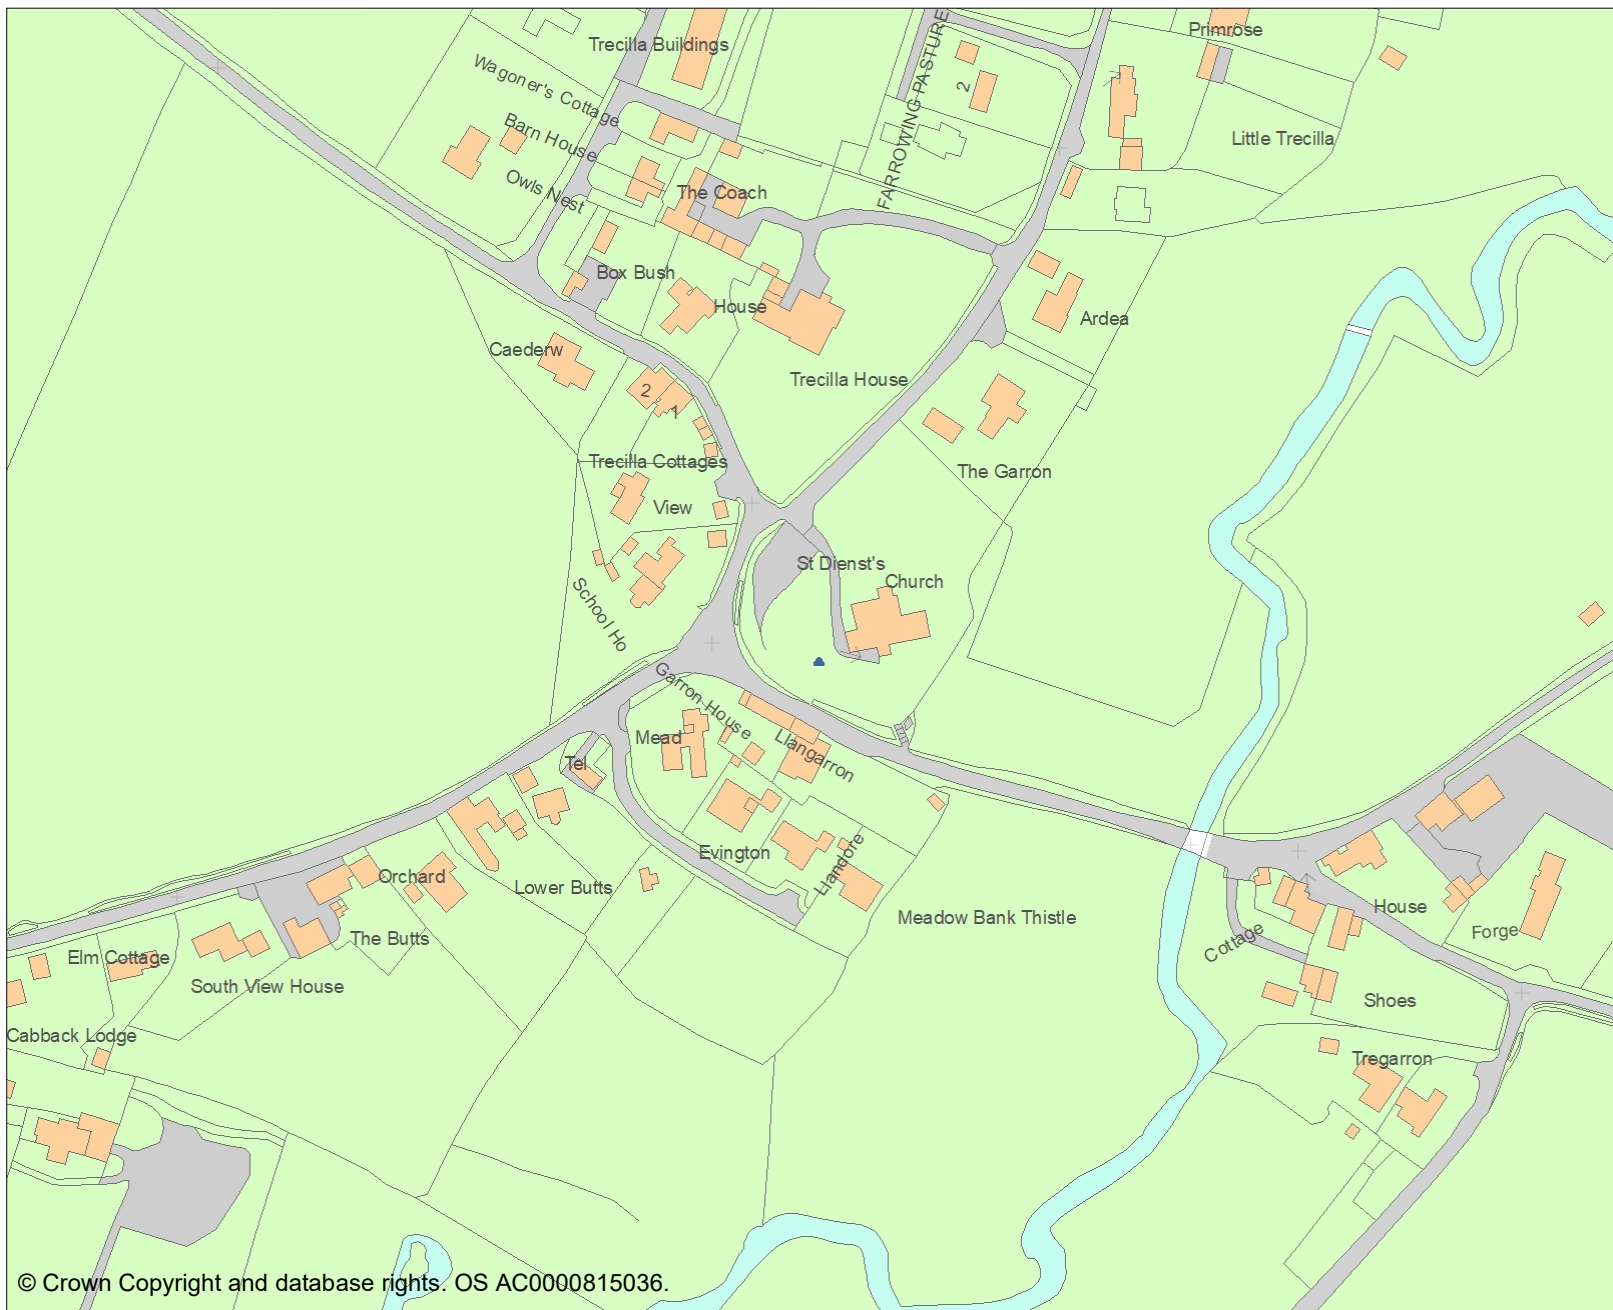 Primrose
Trecilla Buildings
Wagoner's Cottage
FARROWING PASTURE
2
Barn House
Little Trecilla
Owls Nest
The Coach
Box Bush
House
Ardea
Caederw
Trecilla House
2
1
Trecilla Cottages
The Garron
View
St Dienst's
Church
School Ho
Garron House
Mead
Llangarron
Tel
Evington
Llandore
Orchard
Lower Butts
Meadow Bank Thistle
House
Forge
The Butts
Cottage
Elm Cottage
South View House
Shoes
Cabback Lodge
Tregarron
© Crown Copyright and database rights. OS AC0000815036.